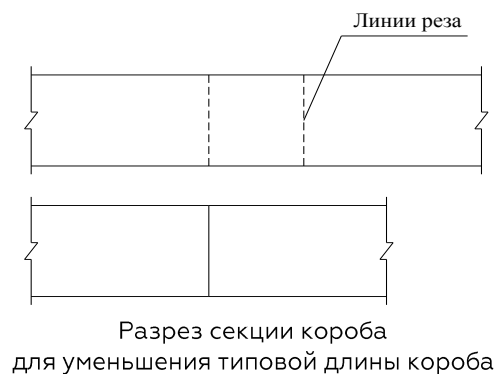 Линии реза
Разрез секции короба
для уменьшения типовой длины короба